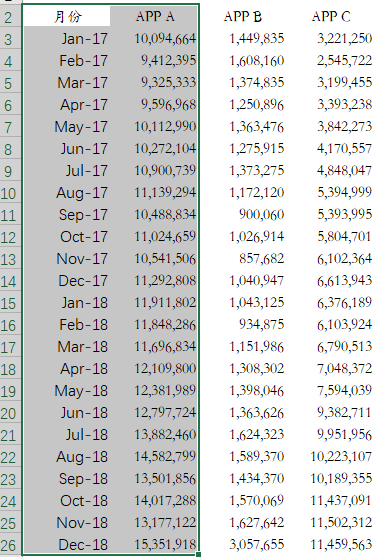 2 月份 APP A APP B APP C
3 Jan-17 10,094,664 1,449,835 3,221,250
4 Feb-17 9,412,395 1,608,160 2,545,722
5 Mar-17 9,325,333 1,374,835 3,199,455
6 Apr-17 9,596,968 1,250,896 3,393,238
7 May-17 10,112,990 1,363,476 3,842,273
8 Jun-17 10,272,104 1,275,915 4,170,557
9 Jul-17 10,900,739 1,373,275 4,848,047
10 Aug-17 11,139,294 1,172,120 5,394,999
11 Sep-17 10,488,834 900,060 5,393,995
12 Oct-17 11,024,659 1,026,914 5,804,701
13 Nov-17 10,541,506 857,682 6,102,364
14 Dec-17 11,292,808 1,040,947 6,613,943
15 Jan-18 11,911,802 1,043,125 6,376,189
16 Feb-18 11,848,286 934,875 6,103,924
17 Mar-18 11,696,834 1,151,986 6,790,513
18 Apr-18 12,109,800 1,308,302 7,048,372
19 May-18 12,381,989 1,398,046 7,594,039
20 Jun-18 12,797,724 1,363,626 9,382,711
21 Jul-18 13,882,460 1,624,323 9,951,956
22 Aug-18 14,582,799 1,589,370 10,223,107
23 Sep-18 13,501,856 1,434,370 10,189,355
24 Oct-18 14,017,288 1,570,069 11,437,091
25 Nov-18 13,177,122 1,627,642 11,502,312
26 Dec-18 15,351,918 3,057,655 11,459,563